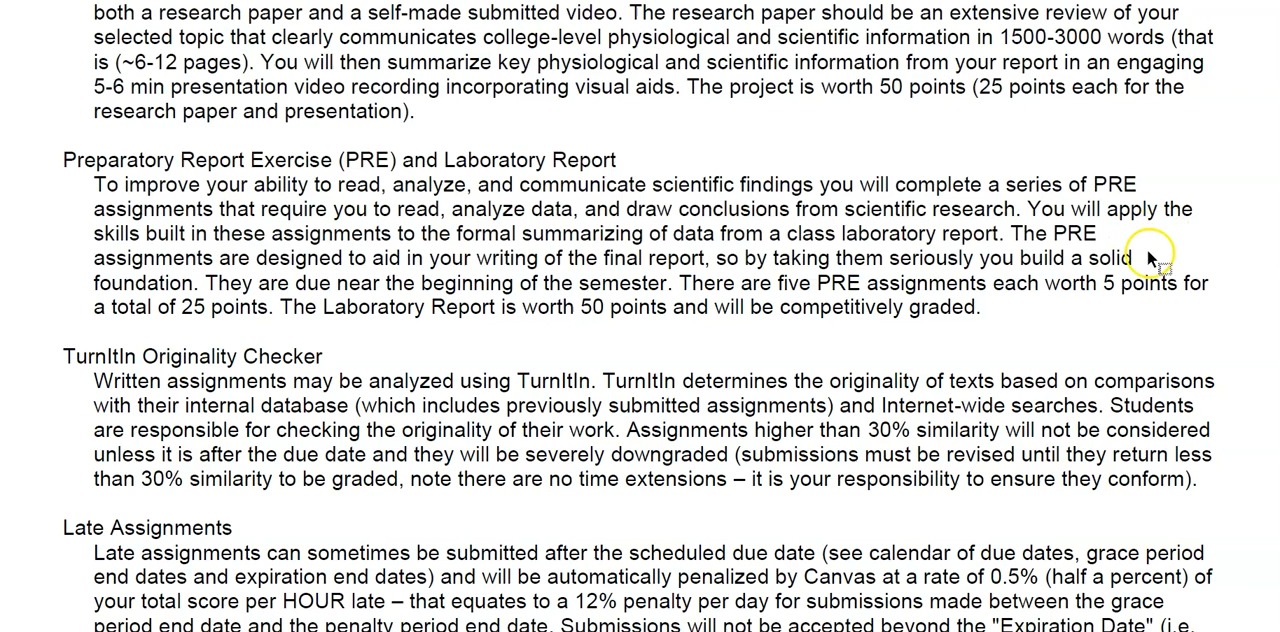 both a research paper and a self-made submitted video. The research paper should be an extensive review of your
selected topic that clearly communicates college-level physiological and scientific information in 1500-3000 words (that
is (~6-12 pages). You will then summarize key physiological and scientific information from your report in an engaging
5-6 min presentation video recording incorporating visual aids. The project is worth 50 points (25 points each for the
research paper and presentation).
Preparatory Report Exercise (PRE) and Laboratory Report
To improve your ability to read, analyze, and communicate scientific findings you will complete a series of PRE
assignments that require you to read, analyze data, and draw conclusions from scientific research. You will apply the
skills built in these assignments to the formal summarizing of data from a class laboratory report. The PRE
assignments are designed to aid in your writing of the final report, so by taking them seriously you build a solid
foundation. They are due near the beginning of the semester. There are five PRE assignments each worth 5 points for
a total of 25 points. The Laboratory Report is worth 50 points and will be competitively graded.
TurnItIn Originality Checker
Written assignments may be analyzed using TurnItIn. TurnItIn determines the originality of texts based on comparisons
with their internal database (which includes previously submitted assignments) and Internet-wide searches. Students
are responsible for checking the originality of their work. Assignments higher than 30% similarity will not be considered
unless it is after the due date and they will be severely downgraded (submissions must be revised until they return less
than 30% similarity to be graded, note there are no time extensions – it is your responsibility to ensure they conform).
Late Assignments
Late assignments can sometimes be submitted after the scheduled due date (see calendar of due dates, grace period
end dates and expiration end dates) and will be automatically penalized by Canvas at a rate of 0.5% (half a percent) of
your total score per HOUR late – that equates to a 12% penalty per day for submissions made between the grace
period end date and the penalty period end date. Submissions will not be accepted beyond the "Expiration Date" (i.e.